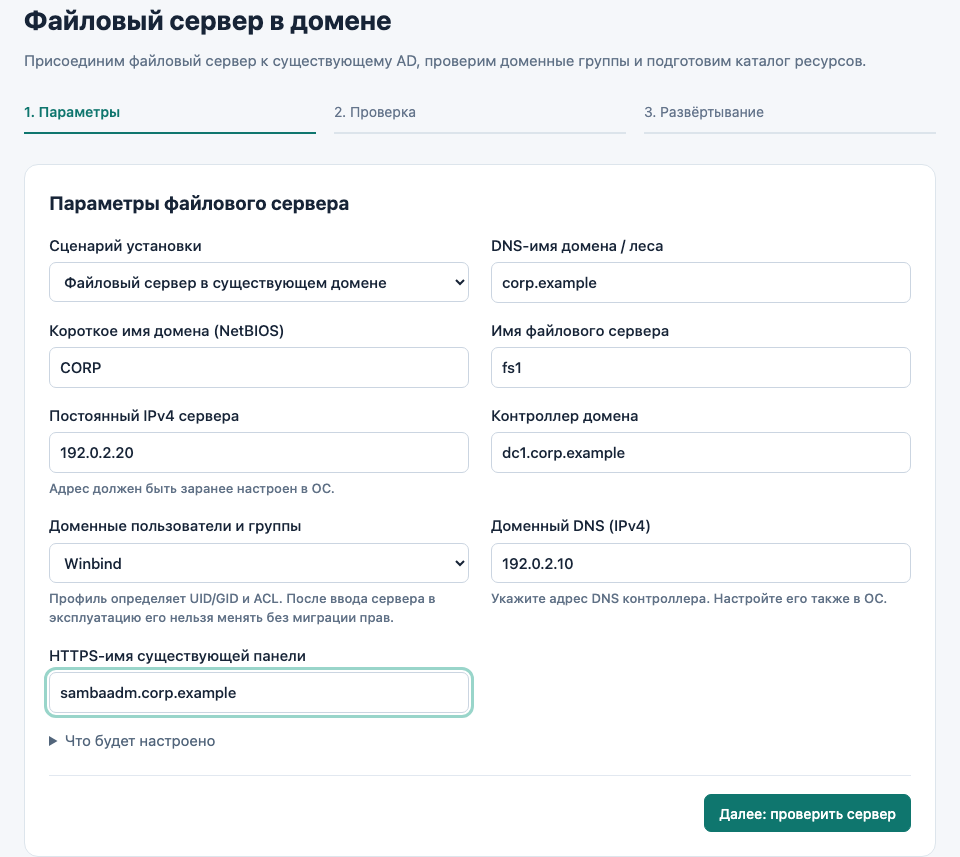 Файловый сервер в домене
Присоединим файловый сервер к существующему AD, проверим доменные группы и подготовим каталог ресурсов.
1. Параметры
2. Проверка
3. Развёртывание
Параметры файлового сервера
Сценарий установки
DNS-имя домена / леса
Файловый сервер в существующем домене
corp.example
Короткое имя домена (NetBIOS)
Имя файлового сервера
CORP
fs1
Постоянный IPv4 сервера
Контроллер домена
192.0.2.20
dc1.corp.example
Адрес должен быть заранее настроен в ОС.
Доменные пользователи и группы
Доменный DNS (IPv4)
Winbind
192.0.2.10
Профиль определяет UID/GID и ACL. После ввода сервера в
эксплуатацию его нельзя менять без миграции прав.
Укажите адрес DNS контроллера. Настройте его также в ОС.
HTTPS-имя существующей панели
sambaadm.corp.example
Что будет настроено
Далее: проверить сервер